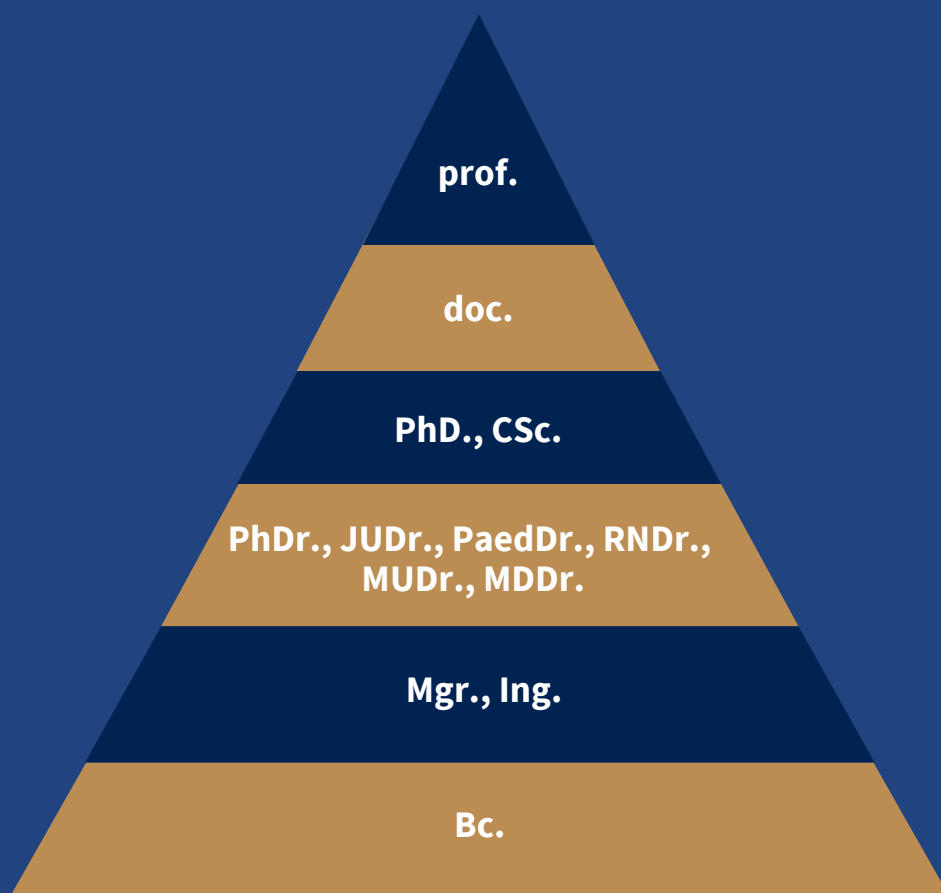 prof.
doc.
PhD., CSc.
PhDr., JUDr., PaedDr., RNDr.,
MUDr., MDDr.
Mgr., Ing.
Bc.